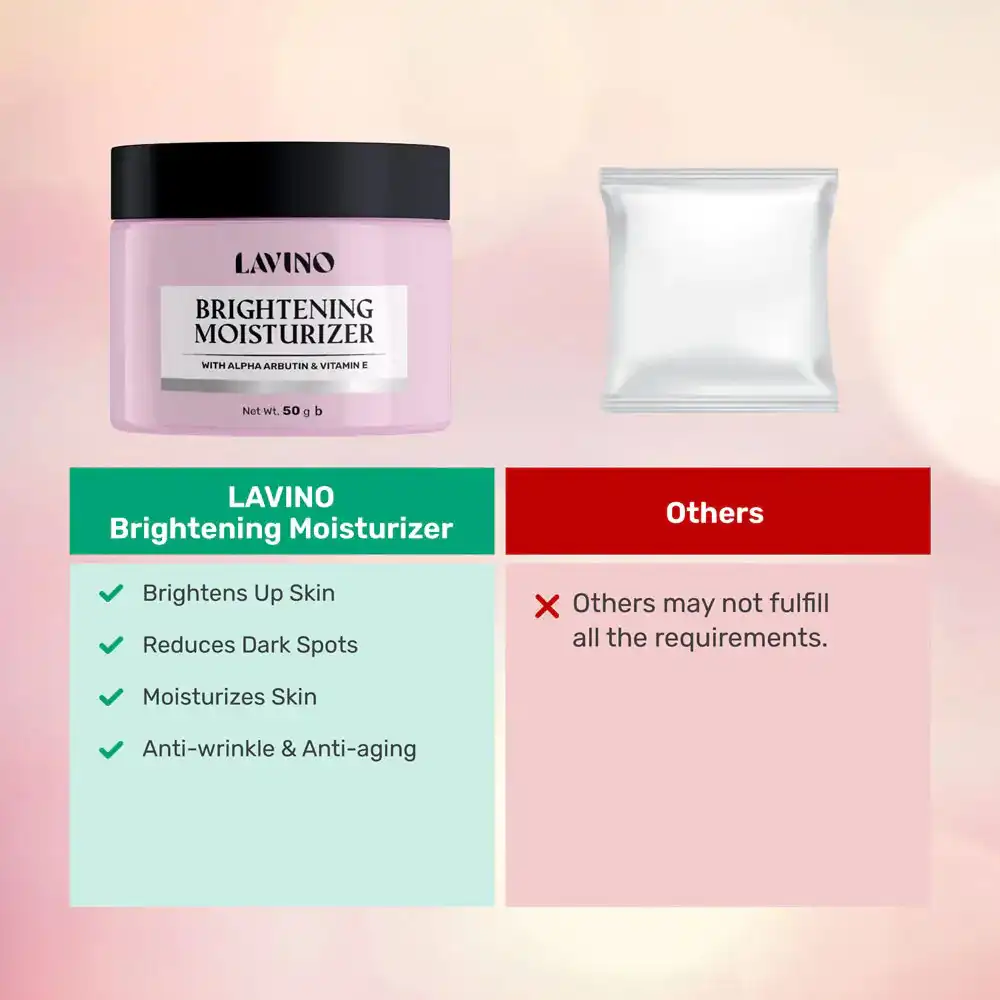 LAVINO
BRIGHTENING
MOISTURIZER
WITH ALPHA ARBUTIN & VITAMIN E
Net wt. 50 g b
LAVINO
Brightening Moisturizer
Brightens Up Skin
Reduces Dark Spots
Moisturizes Skin
Anti-wrinkle & Anti-aging
Others
Others may not fulfill
all the requirements.